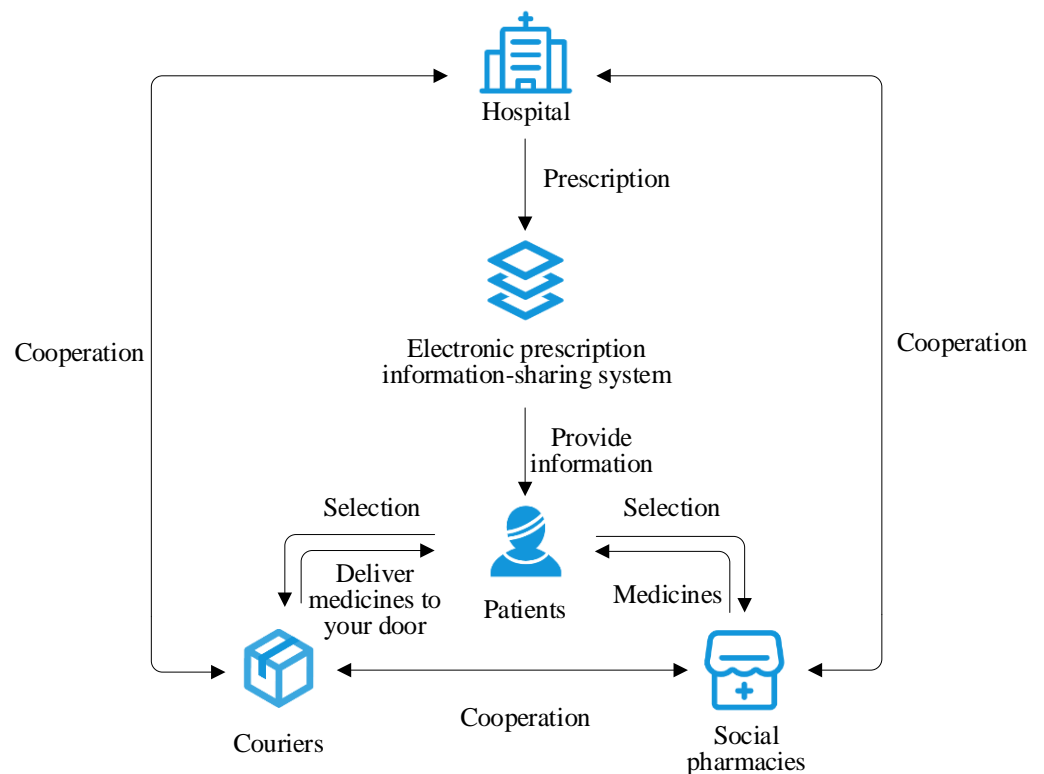 Hospital
Prescription
Cooperation
Cooperation
Electronic prescription
information-sharing system
Provide
information
Selection
Selection
Deliver
medicines to
your door
Patients
Medicines
Cooperation
Couriers
Social
pharmacies